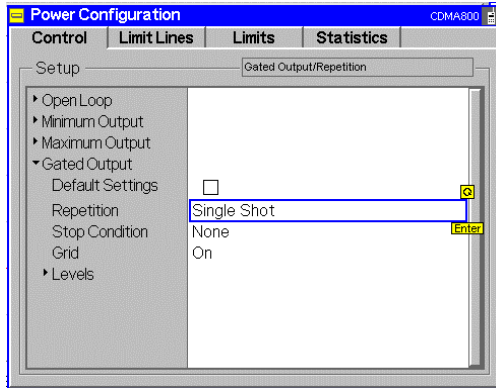 Power Configuration CDMA800
Control Limit Lines Limits Statistics
Setup Gated Output/Repetition
Open Loop
Minimum Output
Maximum Output
Gated Output
Default Settings
Repetition Single Shot
Enter
Stop Condition None
Grid On
Levels